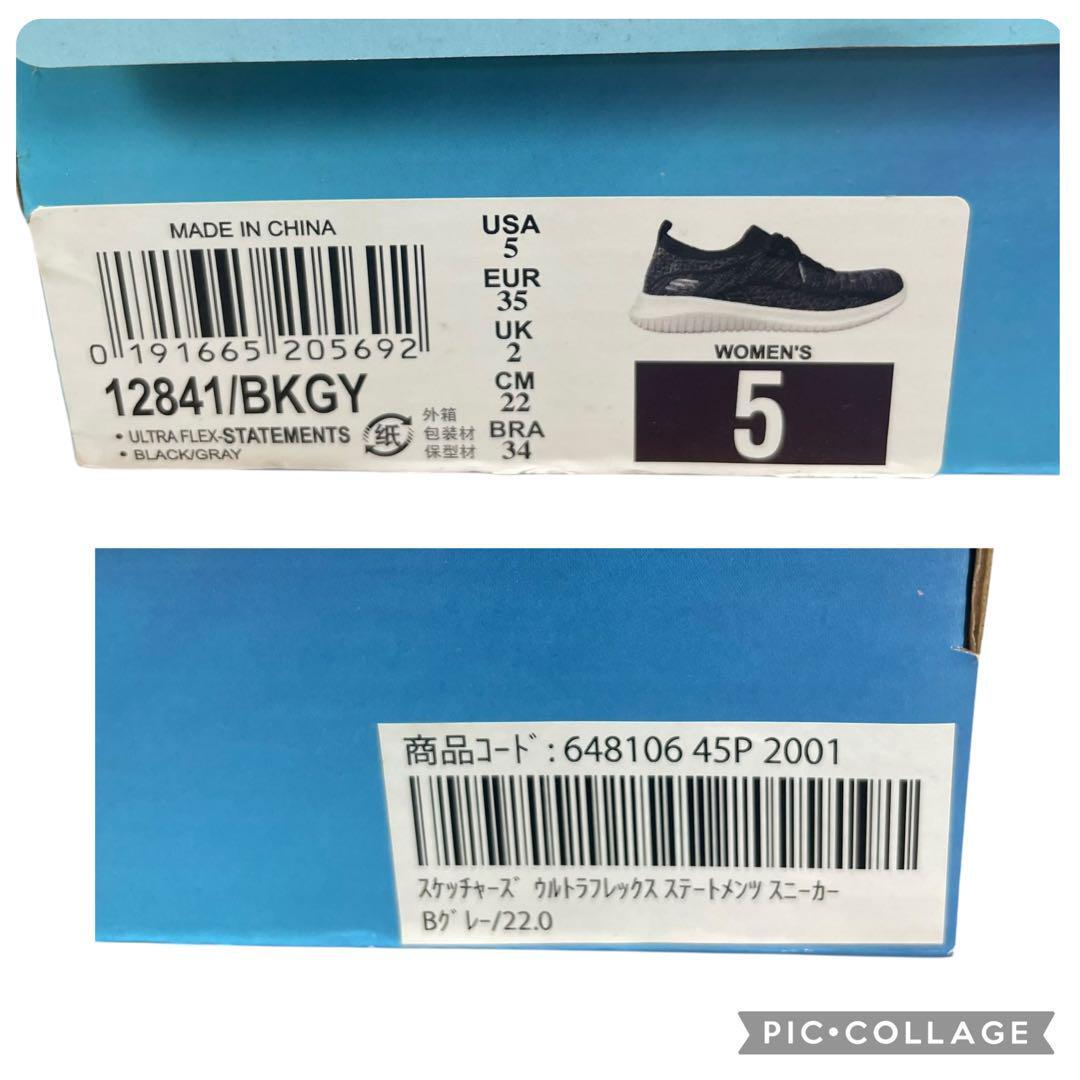 MADE IN CHINA
0 191665 205692
12841/BKGY
• ULTRA FLEX-STATEMENTS
• BLACK/GRAY
纸
外箱
包装材
保型材
USA
5
EUR
35
UK
2
CM
22
BRA
34
WOMEN'S
5
商品ｺｰﾄﾞ:648106 45P 2001
ｽｹｯﾁｬｰｽﾞ ｳﾙﾄﾗﾌﾚｯｸｽ ｽﾃｰﾄﾒﾝﾂ ｽﾆｰｶｰ
Bｸﾞﾚｰ/22.0
PIC•COLLAGE